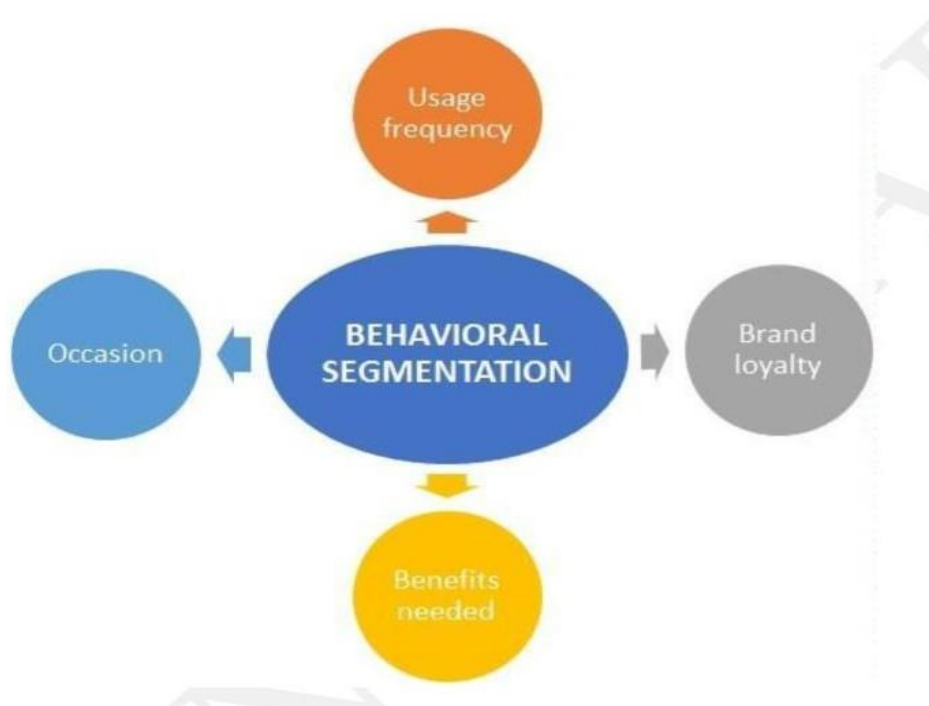 Usage
frequency
Occasion
BEHAVIORAL
SEGMENTATION
Brand
loyalty
Benefits
needed